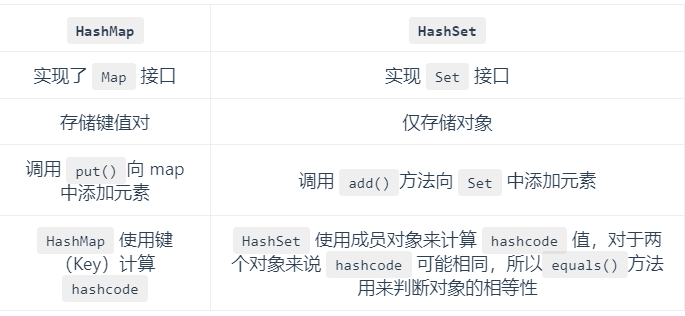 HashMap HashSet
实现了 Map 接口 实现 Set 接口
存储键值对 仅存储对象
调用 put() 向 map
中添加元素
调用 add() 方法向 Set 中添加元素
HashMap 使用键
（Key）计算
hashcode
HashSet 使用成员对象来计算 hashcode 值，对于两
个对象来说 hashcode 可能相同，所以 equals() 方法
用来判断对象的相等性